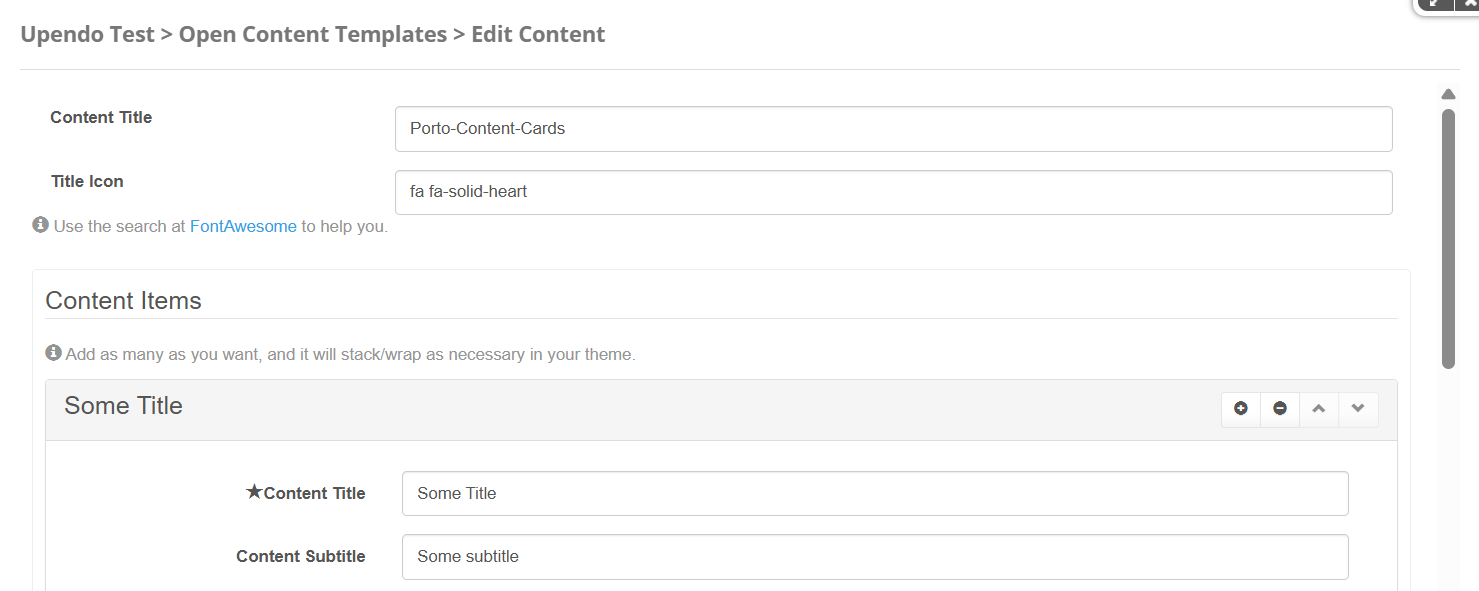 Upendo Test > Open Content Templates > Edit Content
Content Title
Porto-Content-Cards
Title Icon
fa fa-solid-heart
Use the search at FontAwesome to help you.
Content Items
Add as many as you want, and it will stack/wrap as necessary in your theme.
Some Title
★Content Title
Some Title
Content Subtitle
Some subtitle